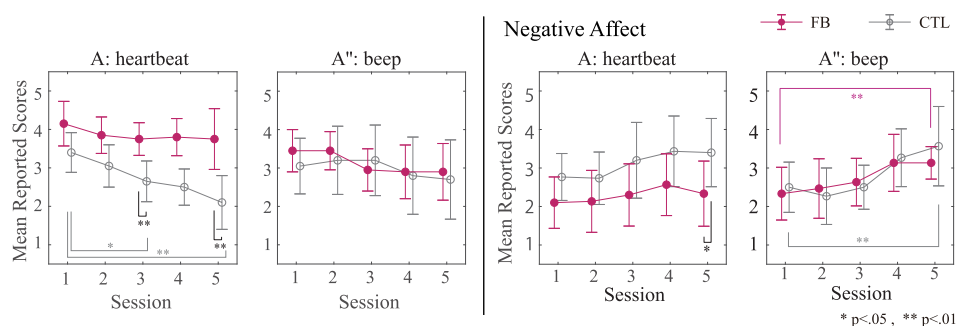 Negative Affect
FB
CTL
A: heartbeat
A": beep
A: heartbeat
A": beep
Mean Reported Scores
5
4
3
2
1
**
**
*
**
1 2 3 4 5
Session
5
4
3
2
1
1 2 3 4 5
Session
Mean Reported Scores
5
4
3
2
1
*
1 2 3 4 5
Session
5
4
3
2
1
**
**
1 2 3 4 5
Session
* p<.05 , ** p<.01